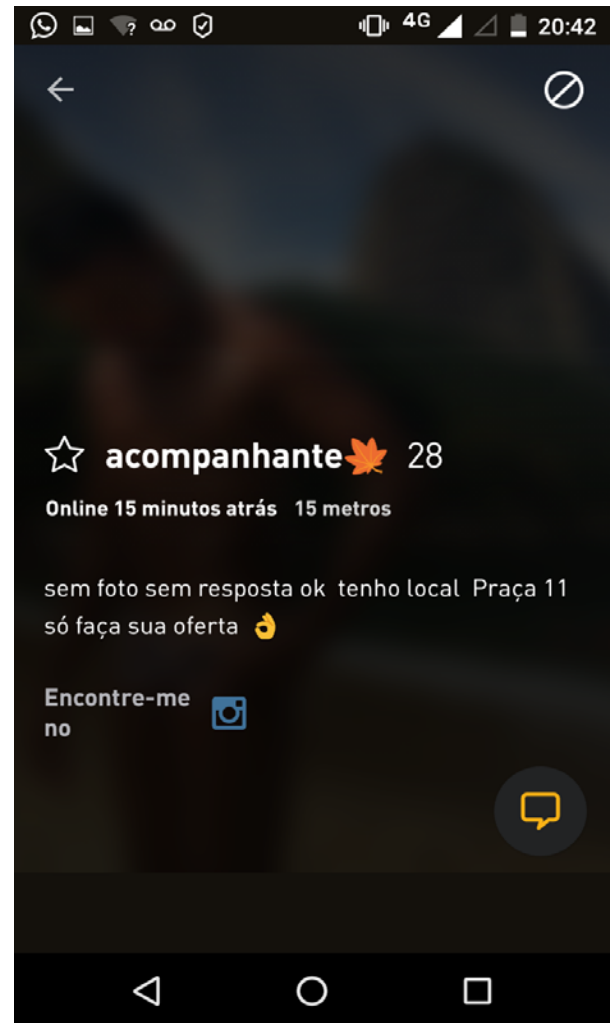 4G 20:42
acompanhante🍁 28
Online 15 minutos atrás 15 metros
sem foto sem resposta ok tenho local Praça 11
só faça sua oferta 👌
Encontre-me
no